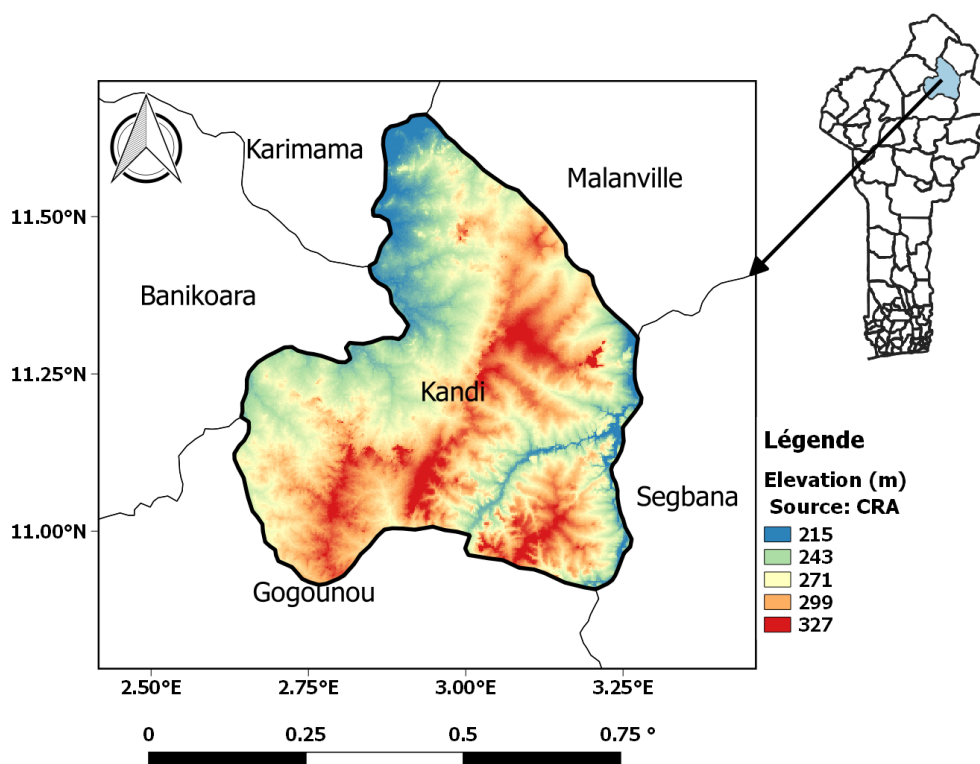 Karimama
Malanville
11.50°N
Banikoara
11.25°N
Kandi
Légende
Elevation (m)
Source: CRA
215
243
271
299
327
Segbana
11.00°N
Gogounou
2.50°E
2.75°E
3.00°E
3.25°E
0
0.25
0.5
0.75 °